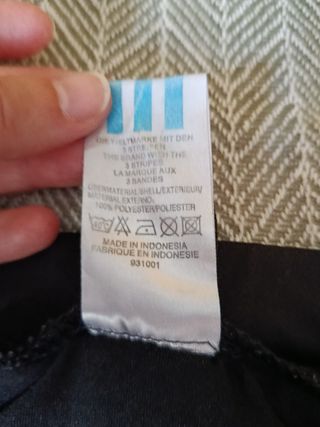 DIE WELTMARKE MIT DEN
3 STREIFEN
THE BRAND WITH THE
3 STRIPES
LA MARQUE AUX
3 BANDES
OBERMATERIAL/SHELL/EXTERIEUR/
MATERIAL EXTERNO:
100% POLYESTER/POLIESTER
MADE IN INDONESIA
FABRIQUE EN INDONESIE
931001